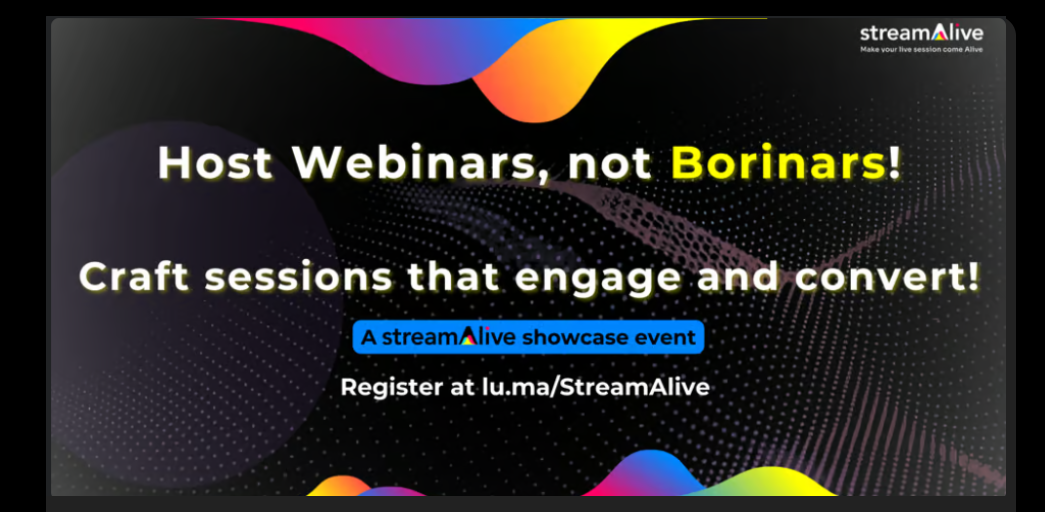 streamAlive
Make your live session come Alive
Host Webinars, not Borinars!
Craft sessions that engage and convert!
A streamAlive showcase event
Register at lu.ma/StreamAlive